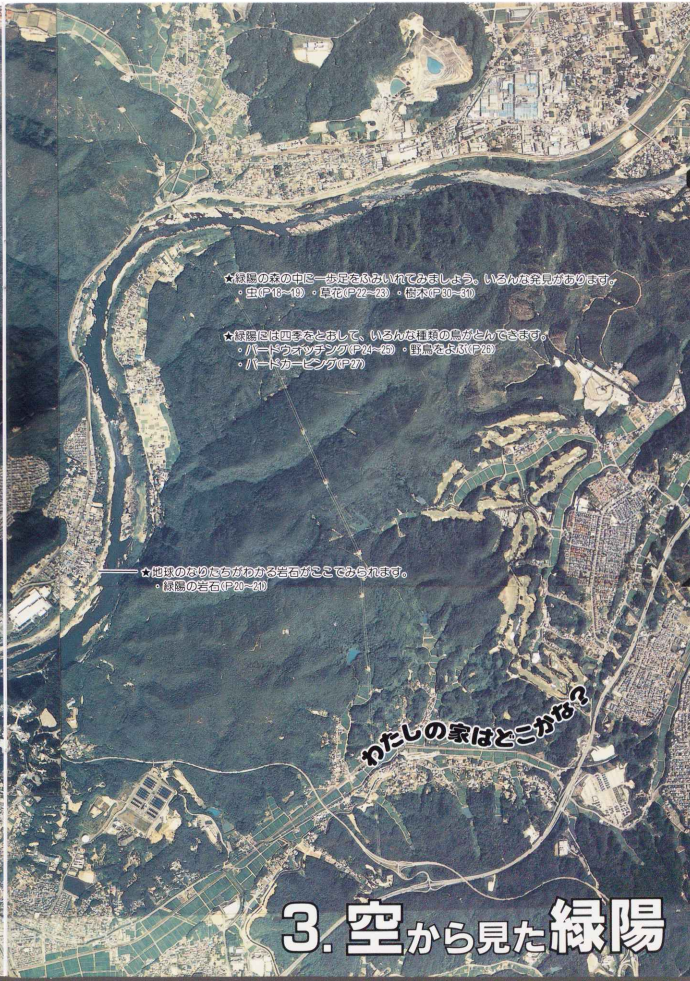 ★緑陽の森の中に一歩足をふみいれてみましょう。いろんな発見があります。
・虫(P18~19) ・草花(P22~23) ・樹木(P30~31)
★緑陽には四季をとおして、いろんな種類の鳥がとんできます。
・バードウォッチング(P24~25) ・野鳥をよぶ(P26)
・バードカービング(P27)
★地球のなりたちがわかる岩石がここでみられます。
・緑陽の岩石(P20~21)
わたしの家はどこかな?
3. 空から見た緑陽